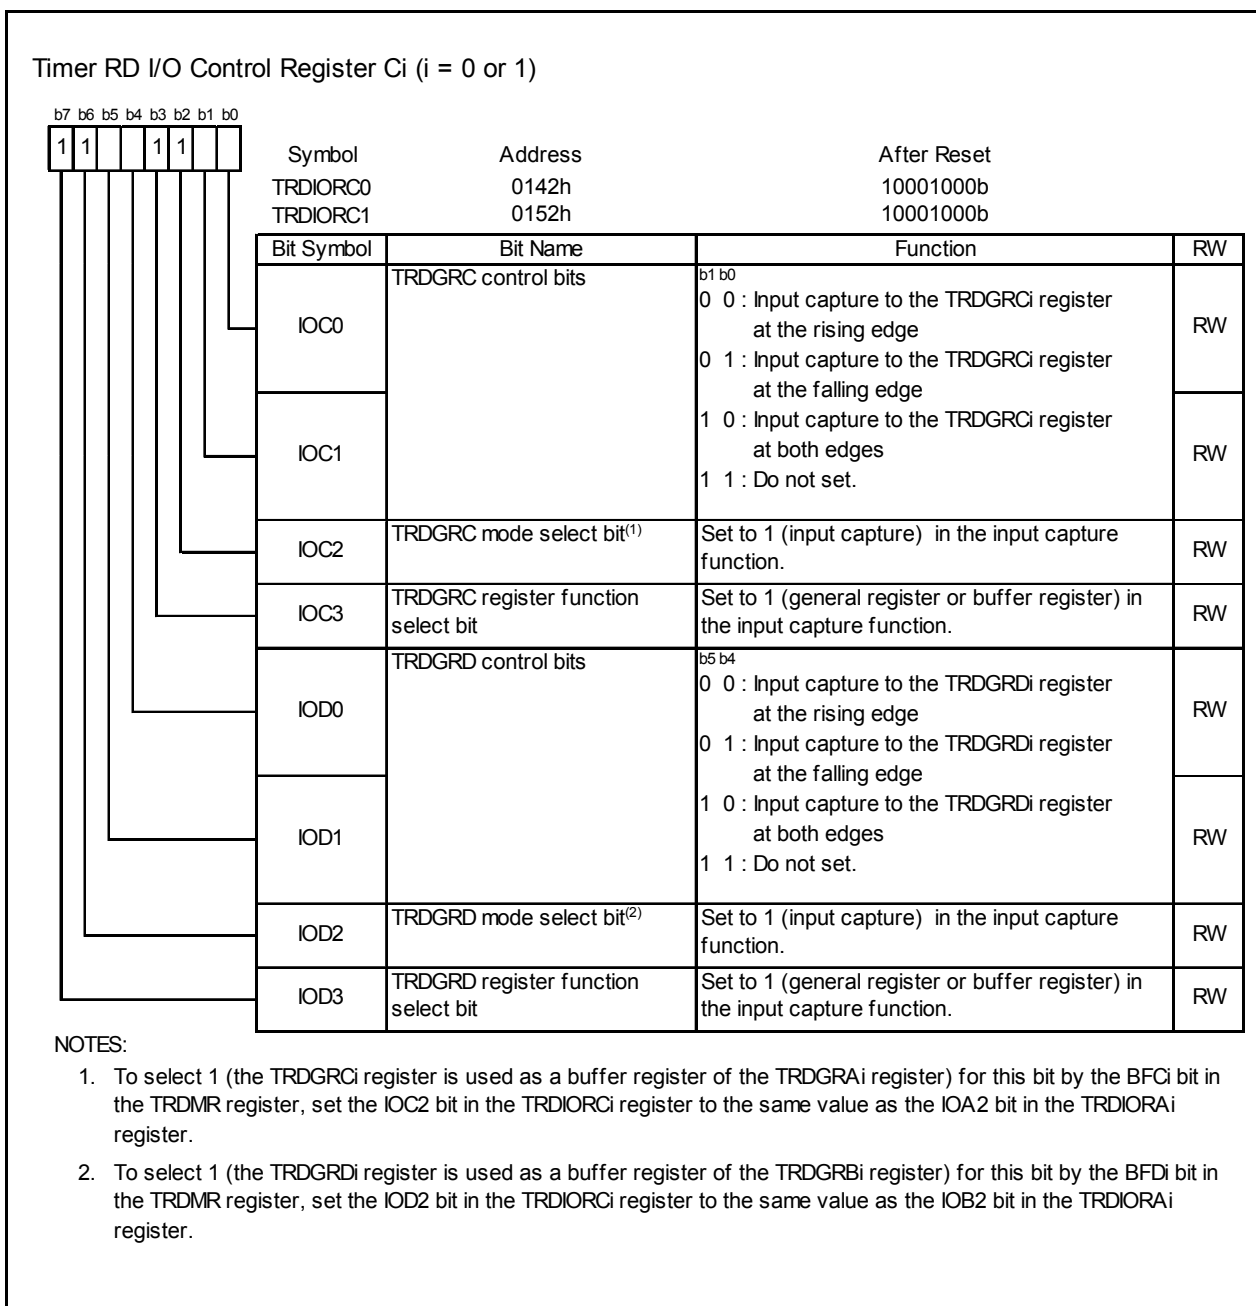 Timer RD I/O Control Register Ci (i = 0 or 1)
b7 b6 b5 b4 b3 b2 b1 b0
1 1 1 1
Symbol Address After Reset
TRDIORC0 0142h 10001000b
TRDIORC1 0152h 10001000b
Bit Symbol Bit Name Function RW
IOC0 TRDGRC control bits b1 b0 RW
0 0 : Input capture to the TRDGRCi register
at the rising edge
0 1 : Input capture to the TRDGRCi register
at the falling edge
IOC1 1 0 : Input capture to the TRDGRCi register RW
at both edges
1 1 : Do not set.
IOC2 TRDGRC mode select bit(1) Set to 1 (input capture) in the input capture RW
function.
IOC3 TRDGRC register function Set to 1 (general register or buffer register) in RW
select bit the input capture function.
IOD0 TRDGRD control bits b5 b4 RW
0 0 : Input capture to the TRDGRDi register
at the rising edge
0 1 : Input capture to the TRDGRDi register
at the falling edge
IOD1 1 0 : Input capture to the TRDGRDi register RW
at both edges
1 1 : Do not set.
IOD2 TRDGRD mode select bit(2) Set to 1 (input capture) in the input capture RW
function.
IOD3 TRDGRD register function Set to 1 (general register or buffer register) in RW
select bit the input capture function.
NOTES:
1. To select 1 (the TRDGRCi register is used as a buffer register of the TRDGRAi register) for this bit by the BFCi bit in
the TRDMR register, set the IOC2 bit in the TRDIORCi register to the same value as the IOA2 bit in the TRDIORAi
register.
2. To select 1 (the TRDGRDi register is used as a buffer register of the TRDGRBi register) for this bit by the BFDi bit in
the TRDMR register, set the IOD2 bit in the TRDIORCi register to the same value as the IOB2 bit in the TRDIORAi
register.